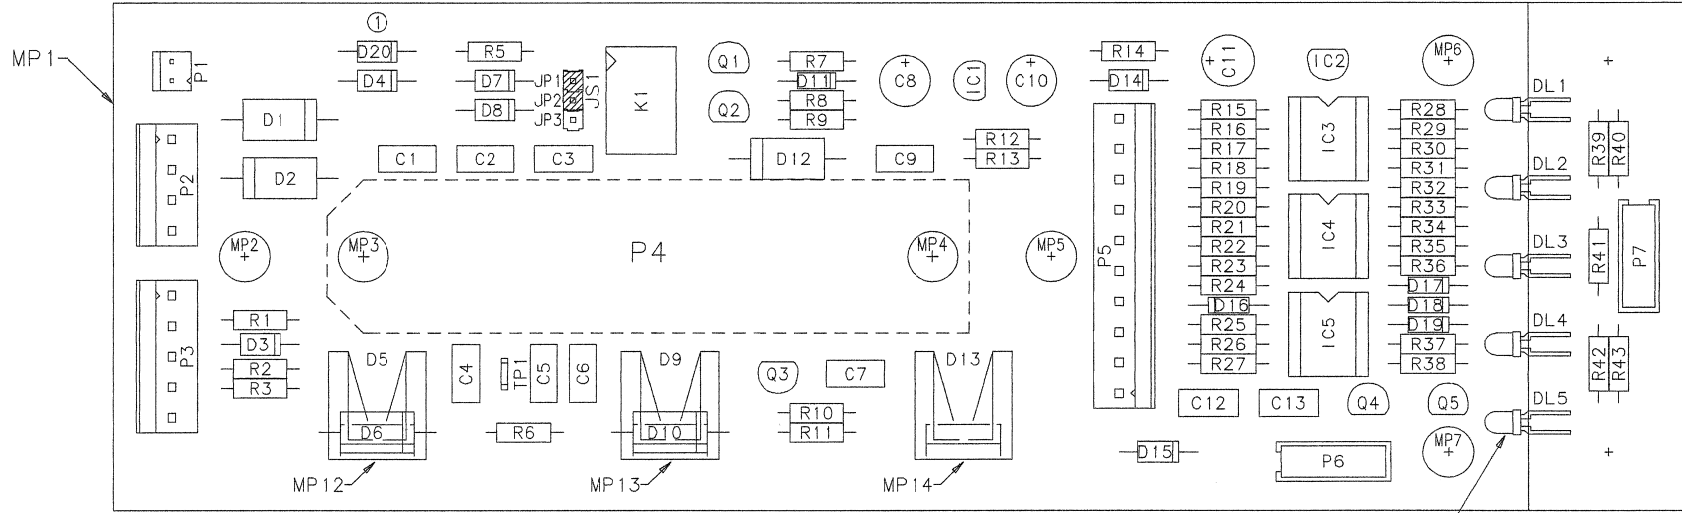 1
MP1
P1
D20
R5
D4
D7
JP1
JP2
JP3
JS1
D8
K1
Q1
Q2
R7
D11
R8
R9
C8
IC1
C10
R14
D14
C11
IC2
MP6
D1
D2
P2
C1
C2
C3
D12
C9
R12
R13
R15
R16
R17
R18
R19
R20
R21
R22
R23
R24
D16
R25
R26
R27
IC3
IC4
IC5
R28
R29
R30
R31
R32
R33
R34
R35
R36
D17
D18
D19
R37
R38
DL1
DL2
DL3
DL4
DL5
R39
R40
R41
P7
R42
R43
MP2
MP3
P4
MP4
MP5
P5
P3
R1
D3
R2
R3
D5
D6
C4
TP1
C5
C6
R6
D9
D10
Q3
C7
R10
R11
D13
C12
C13
Q4
Q5
MP7
D15
P6
MP12
MP13
MP14